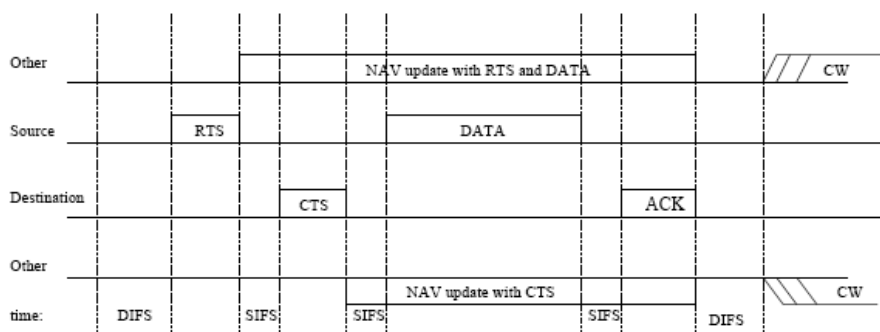 Other
NAV update with RTS and DATA
CW
Source
RTS
DATA
Destination
CTS
ACK
Other
NAV update with CTS
CW
time:
DIFS
SIFS
SIFS
SIFS
DIFS